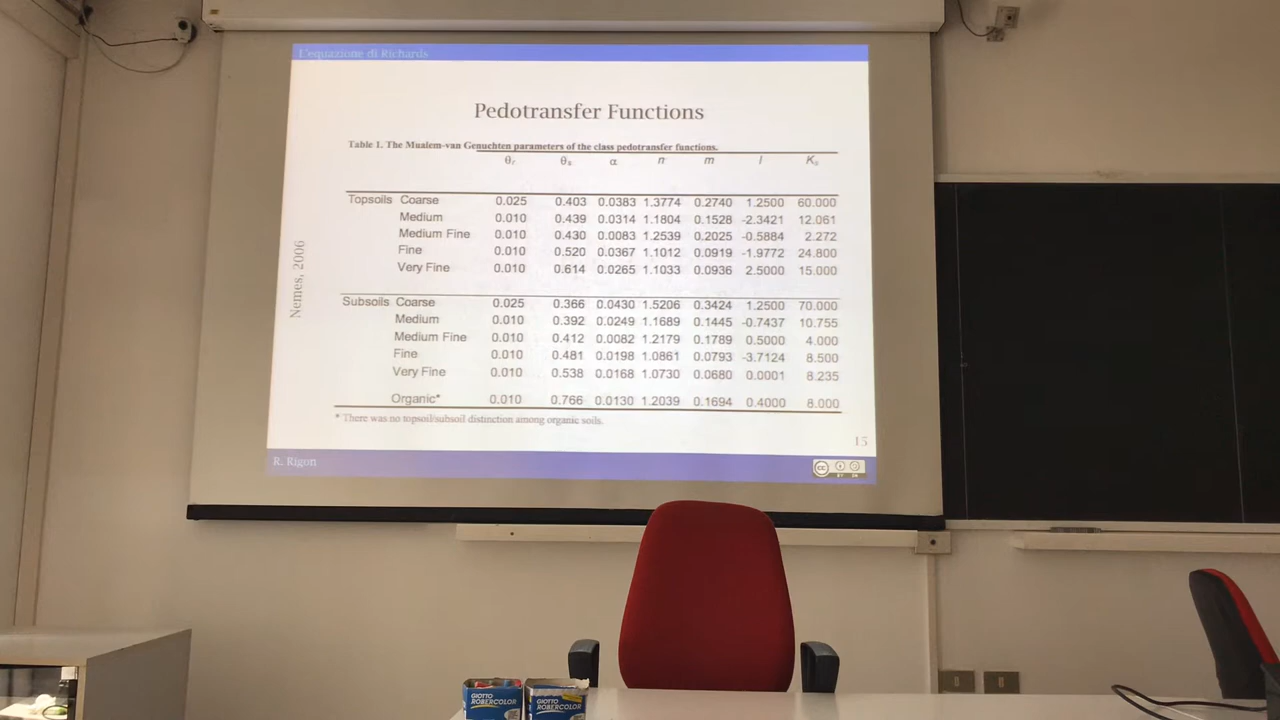 L'equazione di Richards
Pedotransfer Functions
Table 1. The Mualem-van Genuchten parameters of the class pedotransfer functions.
θr θs α n m l Ks
Topsoils Coarse 0.025 0.403 0.0383 1.3774 0.2740 1.2500 60.000
Medium 0.010 0.439 0.0314 1.1804 0.1528 -2.3421 12.061
Medium Fine 0.010 0.430 0.0083 1.2539 0.2025 -0.5884 2.272
Fine 0.010 0.520 0.0367 1.1012 0.0919 -1.9772 24.800
Very Fine 0.010 0.614 0.0265 1.1033 0.0936 2.5000 15.000
Subsoils Coarse 0.025 0.366 0.0430 1.5206 0.3424 1.2500 70.000
Medium 0.010 0.392 0.0249 1.1689 0.1445 -0.7437 10.755
Medium Fine 0.010 0.412 0.0082 1.2179 0.1789 0.5000 4.000
Fine 0.010 0.481 0.0198 1.0861 0.0793 -3.7124 8.500
Very Fine 0.010 0.538 0.0168 1.0730 0.0680 0.0001 8.235
Organic* 0.010 0.766 0.0130 1.2039 0.1694 0.4000 8.000
* There was no topsoil/subsoil distinction among organic soils.
Nemes, 2006
15
R. Rigon
cc
GIOTTO
ROBERCOLOR
GIOTTO
ROBERCOLOR